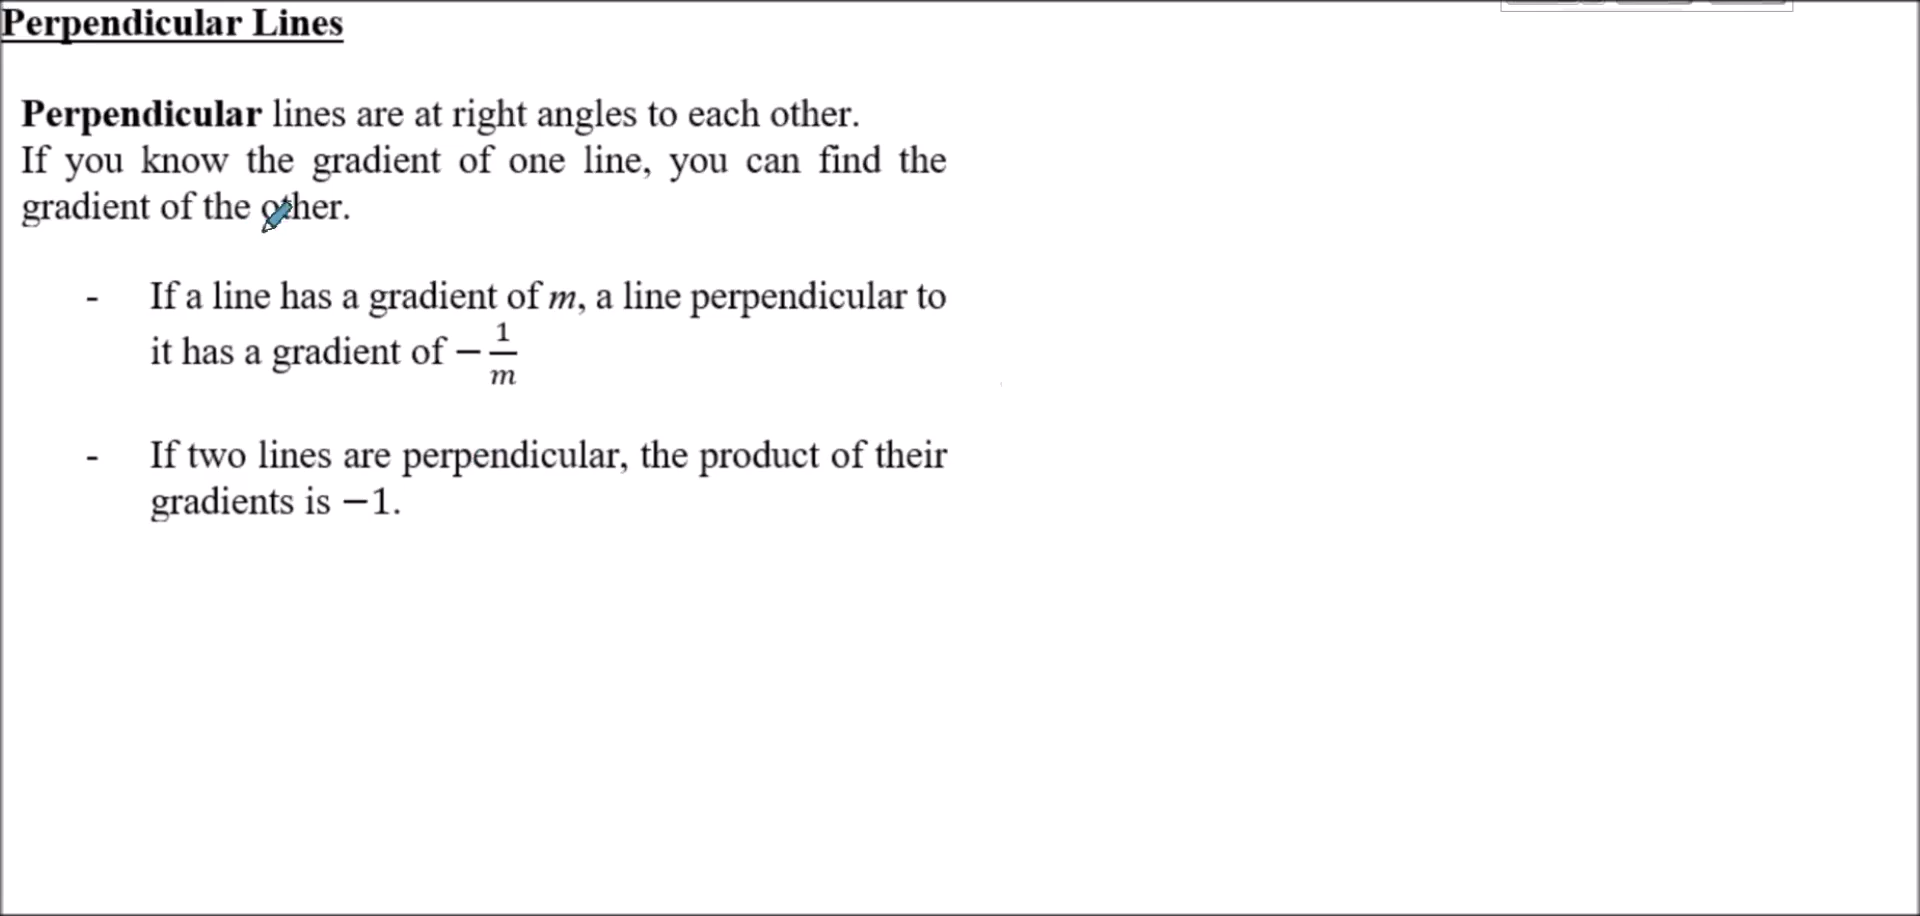 Perpendicular Lines
Perpendicular lines are at right angles to each other.
If you know the gradient of one line, you can find the
gradient of the other.
- If a line has a gradient of m, a line perpendicular to
it has a gradient of −1/m
- If two lines are perpendicular, the product of their
gradients is −1.